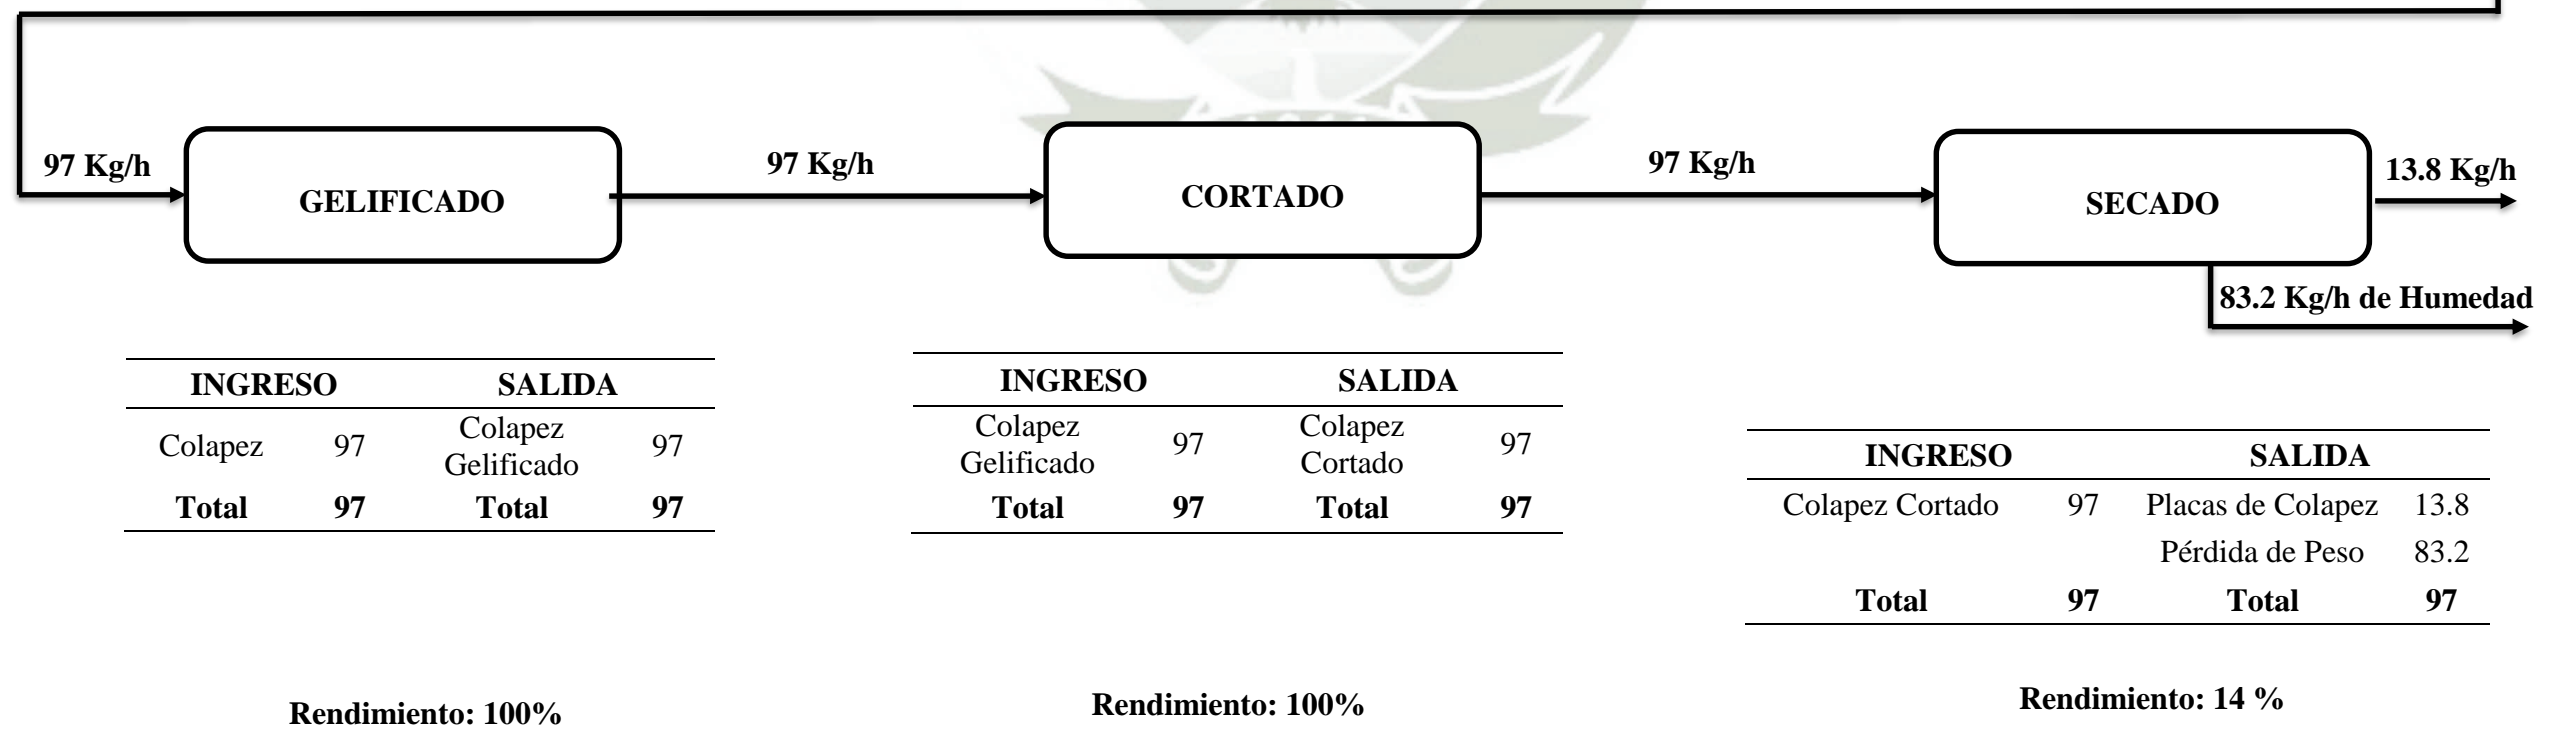 97 Kg/h
GELIFICADO
97 Kg/h
CORTADO
97 Kg/h
SECADO
13.8 Kg/h
83.2 Kg/h de Humedad
INGRESO SALIDA
Colapez 97 Colapez Gelificado 97
Total 97 Total 97
Rendimiento: 100%
INGRESO SALIDA
Colapez Gelificado 97 Colapez Cortado 97
Total 97 Total 97
Rendimiento: 100%
INGRESO SALIDA
Colapez Cortado 97 Placas de Colapez 13.8
Pérdida de Peso 83.2
Total 97 Total 97
Rendimiento: 14 %